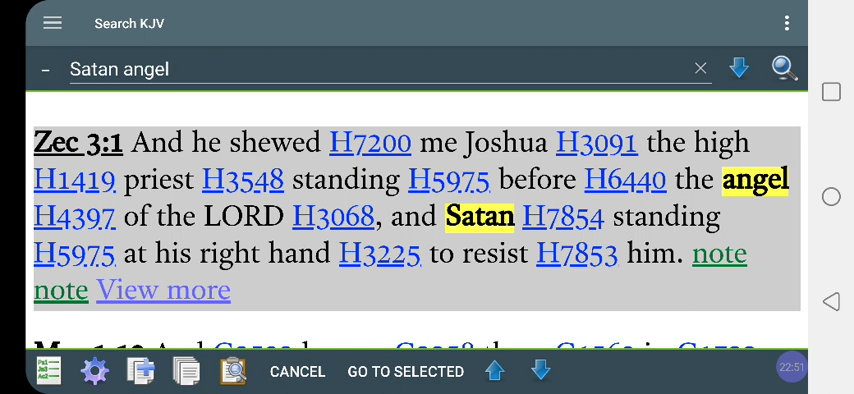 Search KJV
- Satan angel
Zec 3:1 And he shewed H7200 me Joshua H3091 the high
H1419 priest H3548 standing H5975 before H6440 the angel
H4397 of the LORD H3068, and Satan H7854 standing
H5975 at his right hand H3225 to resist H7853 him. note
note View more
CANCEL GO TO SELECTED
22:51